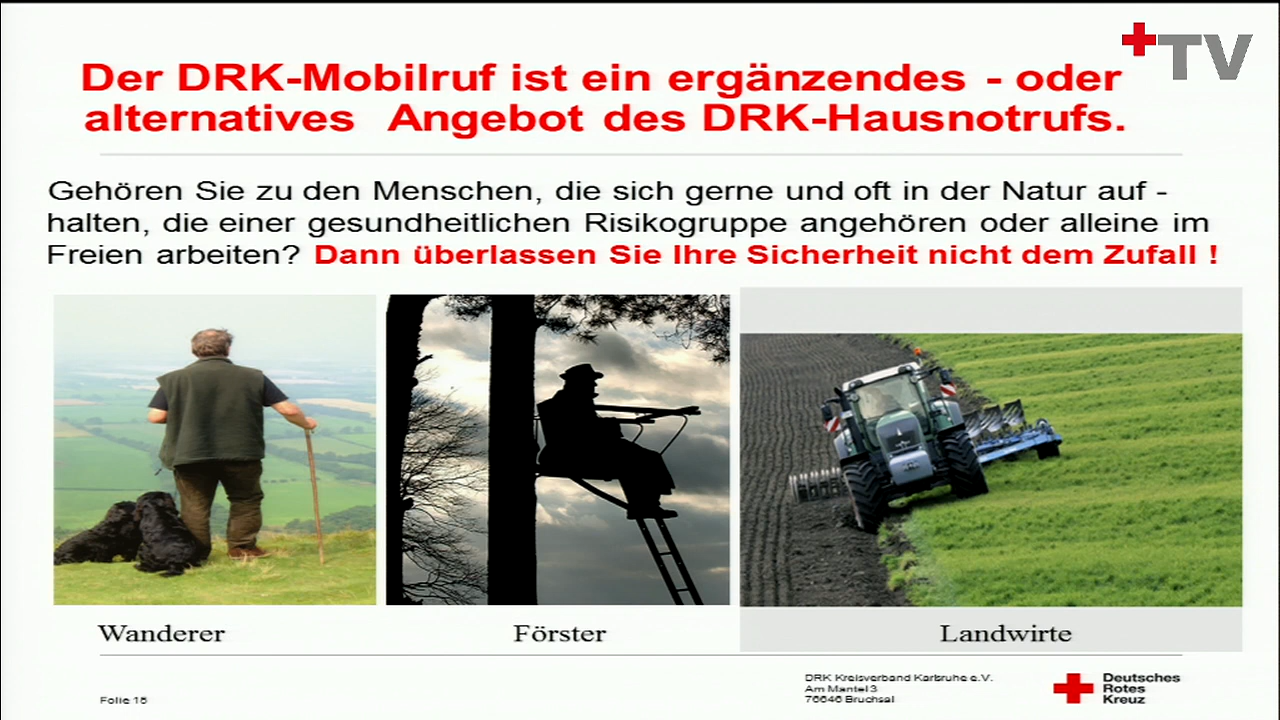 TV
Der DRK-Mobilruf ist ein ergänzendes - oder
alternatives Angebot des DRK-Hausnotrufs.
Gehören Sie zu den Menschen, die sich gerne und oft in der Natur auf -
halten, die einer gesundheitlichen Risikogruppe angehören oder alleine im
Freien arbeiten? Dann überlassen Sie Ihre Sicherheit nicht dem Zufall !
Wanderer
Förster
Landwirte
Folie 18
DRK Kreisverband Karlsruhe e.V.
Am Mantel 3
76646 Bruchsal
Deutsches
Rotes
Kreuz